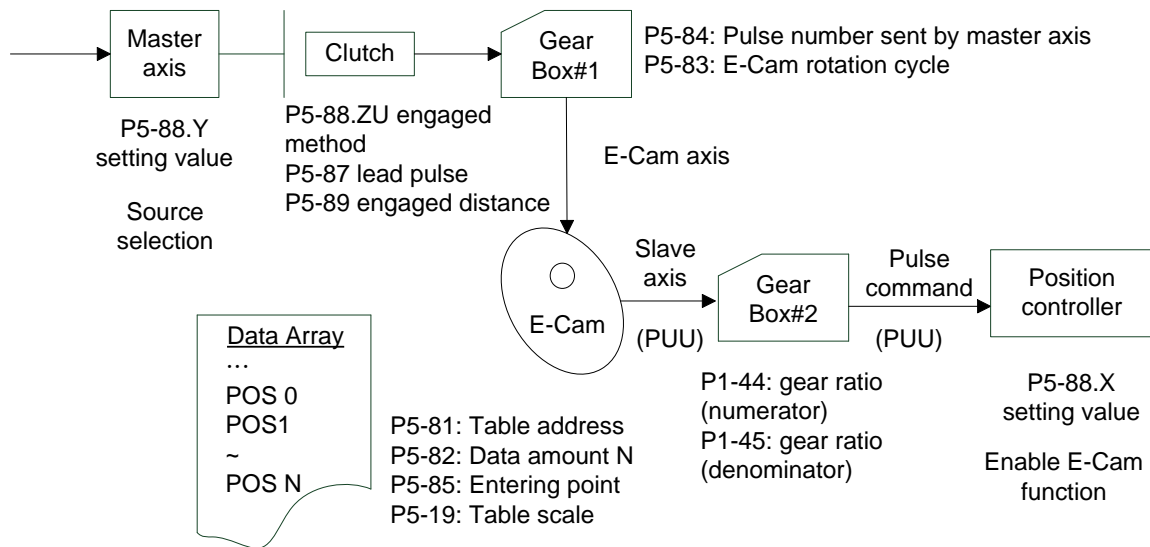 Master
axis
Clutch
Gear
Box#1
P5-84: Pulse number sent by master axis
P5-83: E-Cam rotation cycle
P5-88.Y
setting value
Source
selection
P5-88.ZU engaged
method
P5-87 lead pulse
P5-89 engaged distance
E-Cam axis
E-Cam
Slave
axis
(PUU)
Gear
Box#2
Pulse
command
(PUU)
Position
controller
Data Array
...
POS 0
POS1
~
POS N
P5-81: Table address
P5-82: Data amount N
P5-85: Entering point
P5-19: Table scale
P1-44: gear ratio
(numerator)
P1-45: gear ratio
(denominator)
P5-88.X
setting value
Enable E-Cam
function